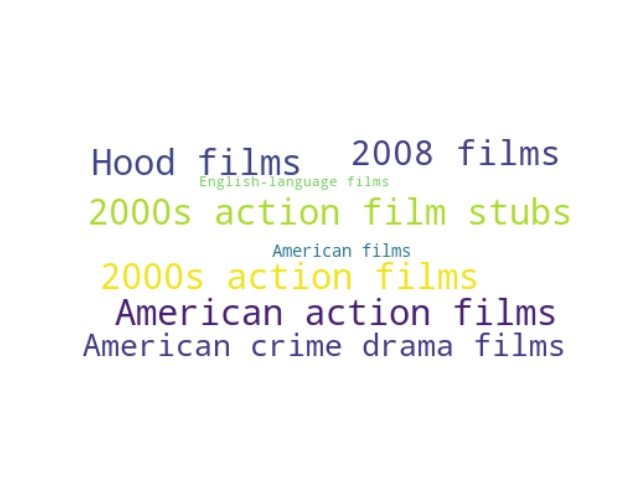 Hood films
2008 films
English-language films
2000s action film stubs
American films
2000s action films
American action films
American crime drama films